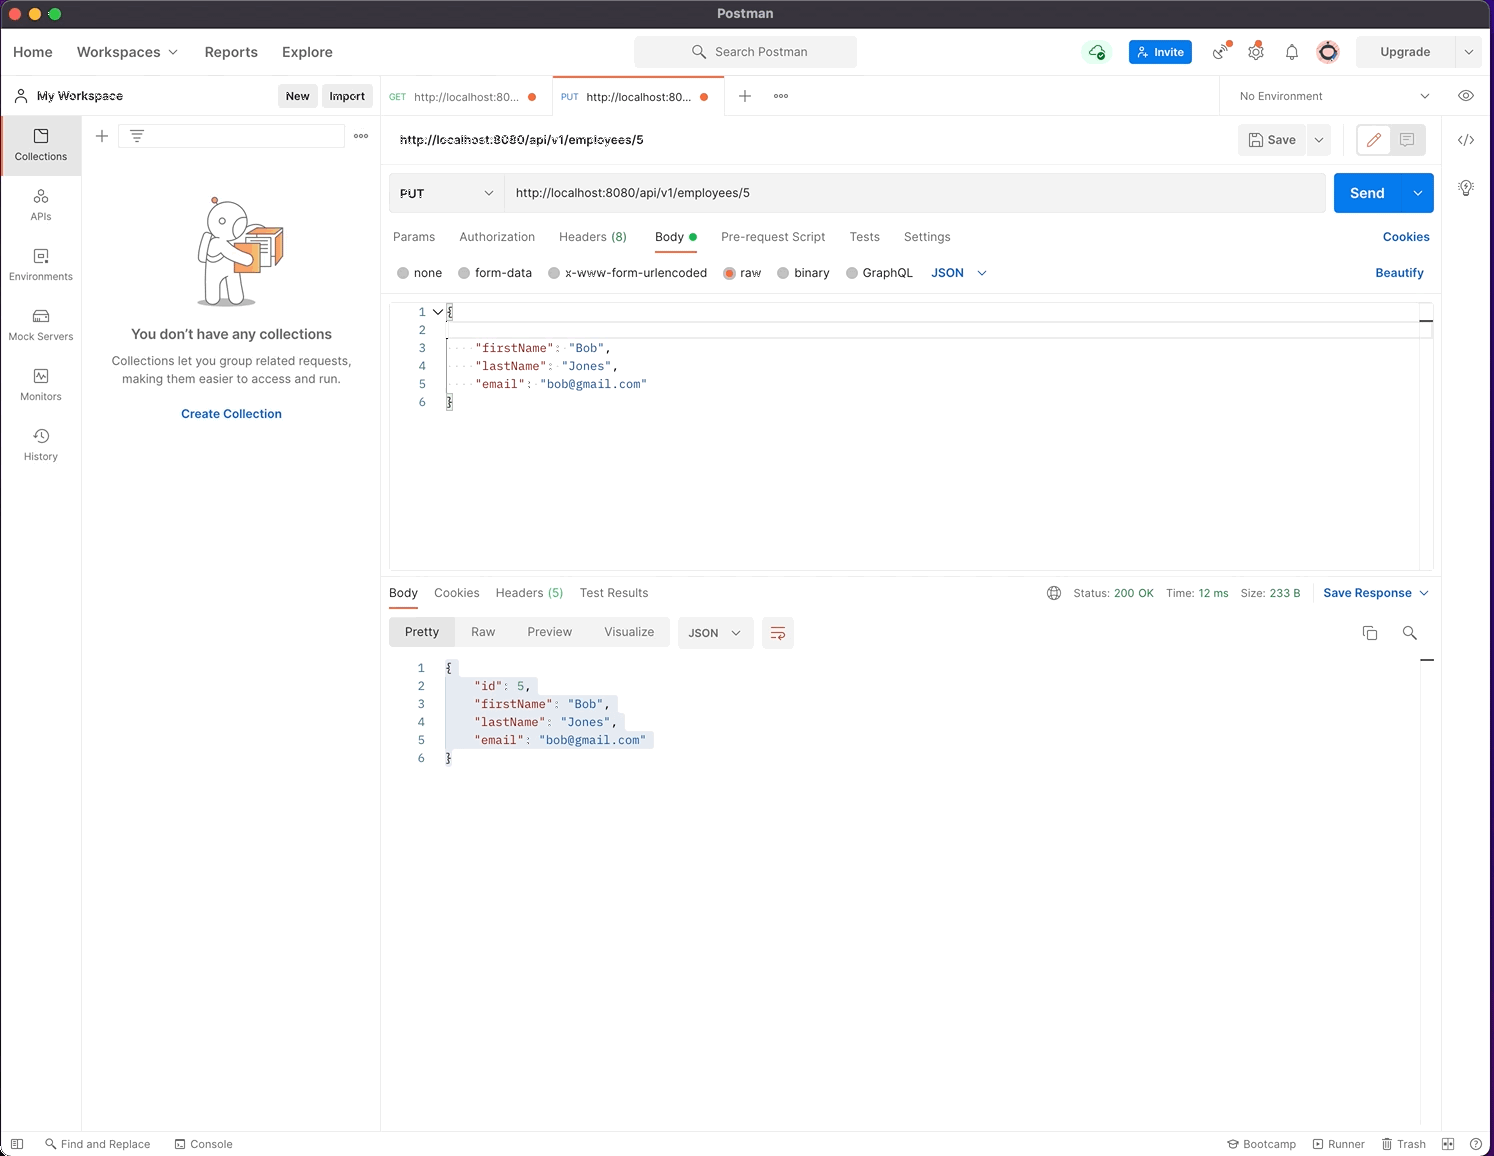 Postman
Home Workspaces Reports Explore Search Postman Invite Upgrade
My Workspace New Import GET http://localhost:80... PUT http://localhost:80... No Environment
http://localhost:8080/api/v1/employees/5 Save
Collections
PUT http://localhost:8080/api/v1/employees/5 Send
APIs
Params Authorization Headers (8) Body Pre-request Script Tests Settings Cookies
Environments
none form-data x-www-form-urlencoded raw binary GraphQL JSON Beautify
Mock Servers
Monitors
History
You don't have any collections
Collections let you group related requests,
making them easier to access and run.
Create Collection
1 {
2
3 "firstName": "Bob",
4 "lastName": "Jones",
5 "email": "bob@gmail.com"
6 }
Body Cookies Headers (5) Test Results Status: 200 OK Time: 12 ms Size: 233 B Save Response
Pretty Raw Preview Visualize JSON
1 {
2 "id": 5,
3 "firstName": "Bob",
4 "lastName": "Jones",
5 "email": "bob@gmail.com"
6 }
Find and Replace Console Bootcamp Runner Trash